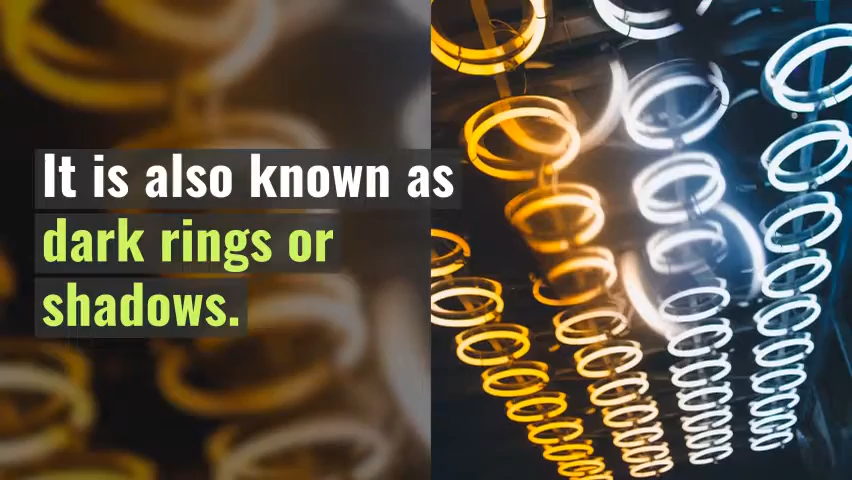 It is also known as
dark rings or
shadows.